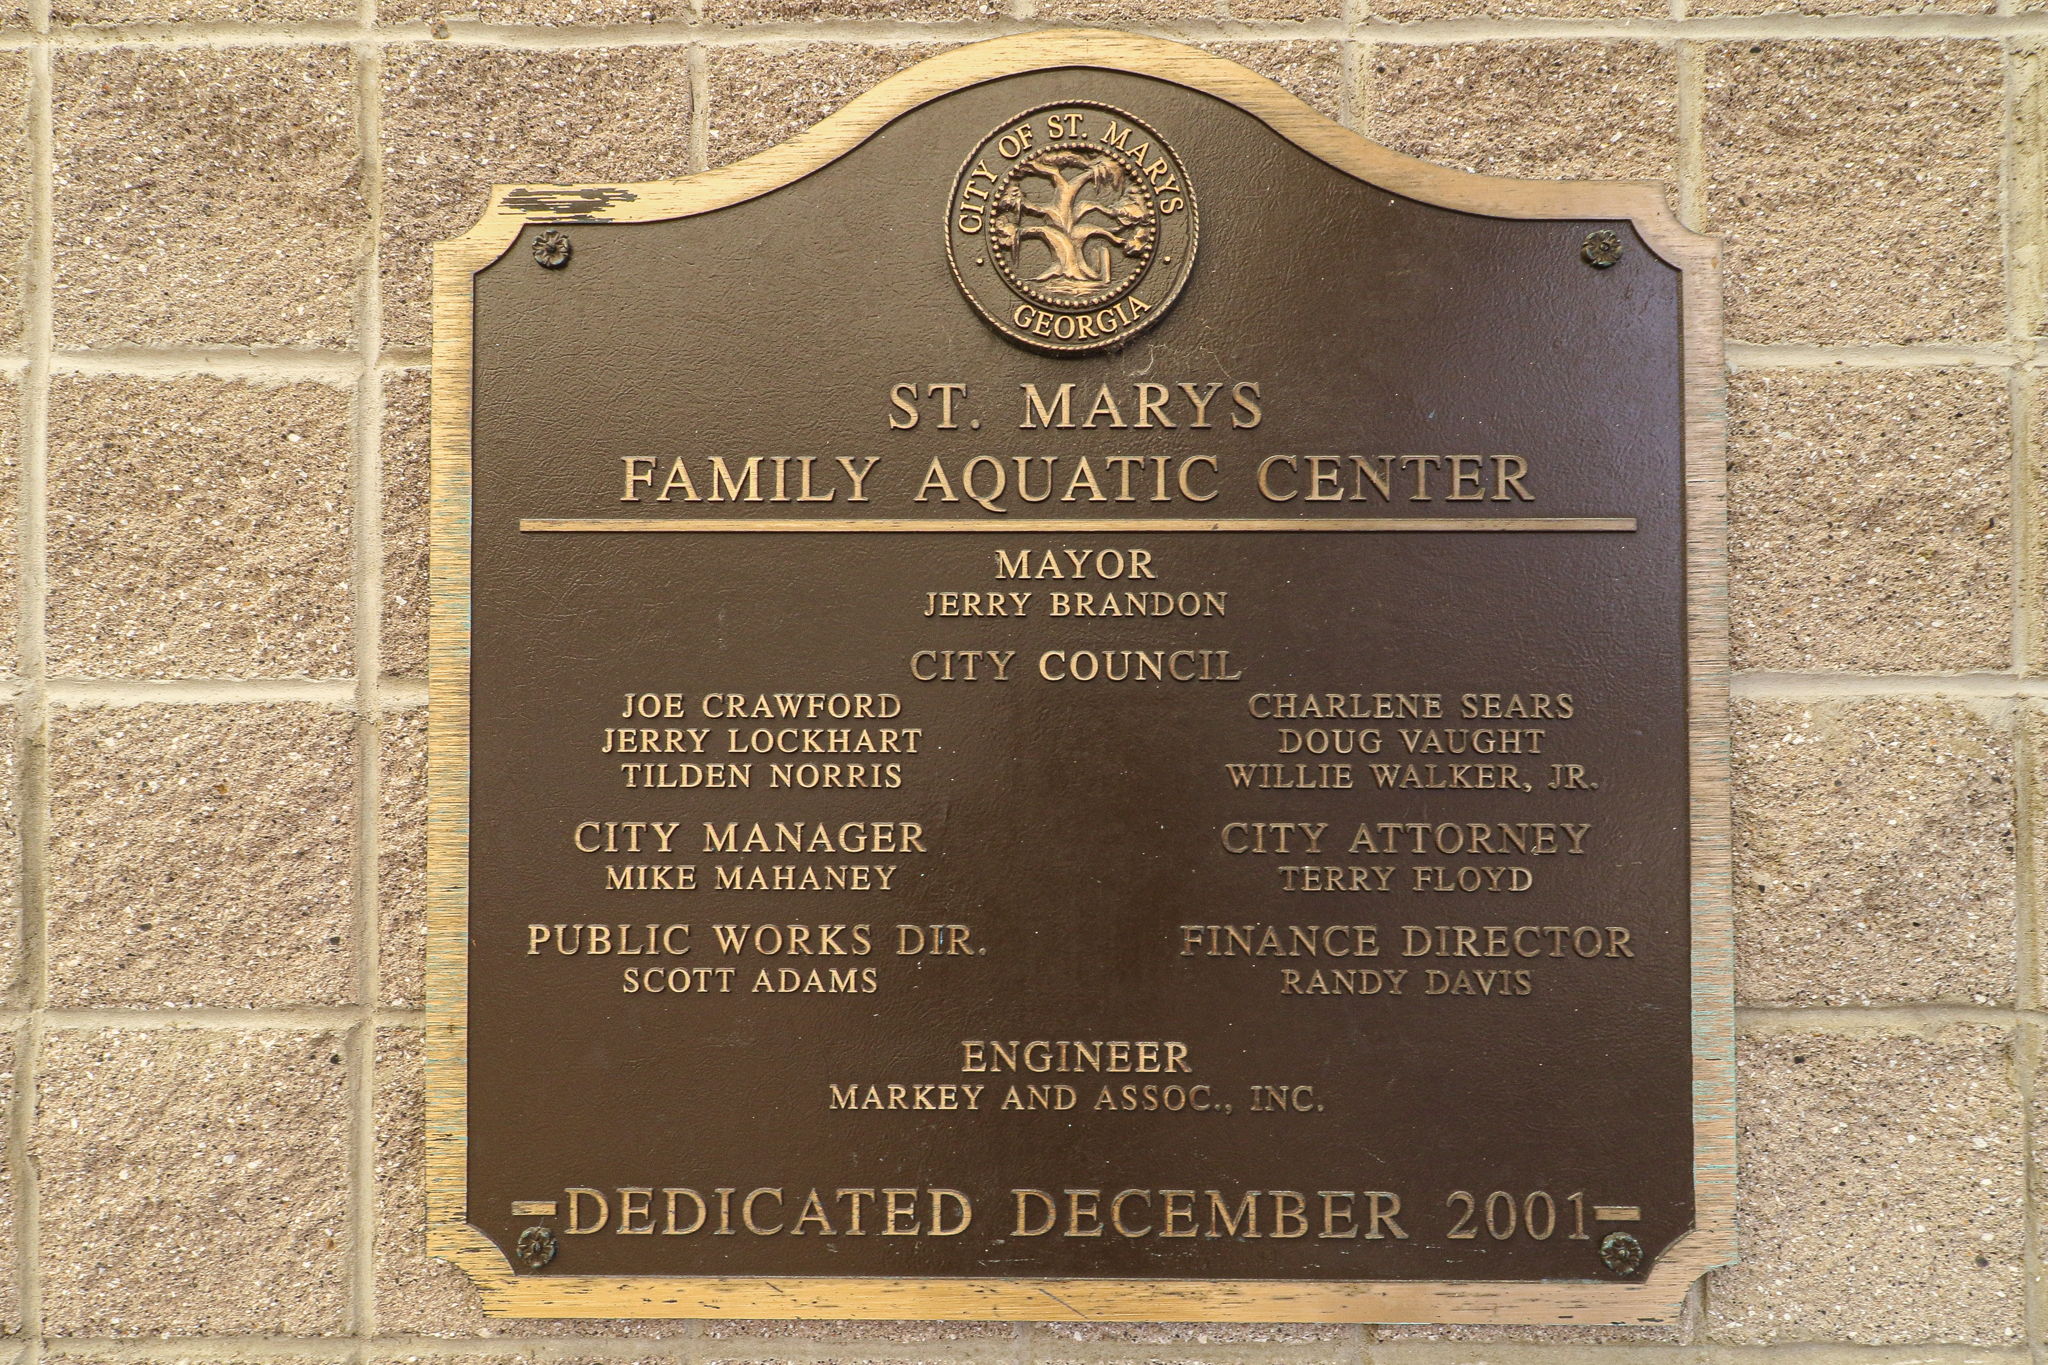 CITY OF ST. MARYS
GEORGIA
ST. MARYS
FAMILY AQUATIC CENTER
MAYOR
JERRY BRANDON
CITY COUNCIL
JOE CRAWFORD CHARLENE SEARS
JERRY LOCKHART DOUG VAUGHT
TILDEN NORRIS WILLIE WALKER, JR.
CITY MANAGER CITY ATTORNEY
MIKE MAHANEY TERRY FLOYD
PUBLIC WORKS DIR. FINANCE DIRECTOR
SCOTT ADAMS RANDY DAVIS
ENGINEER
MARKEY AND ASSOC., INC.
-DEDICATED DECEMBER 2001-